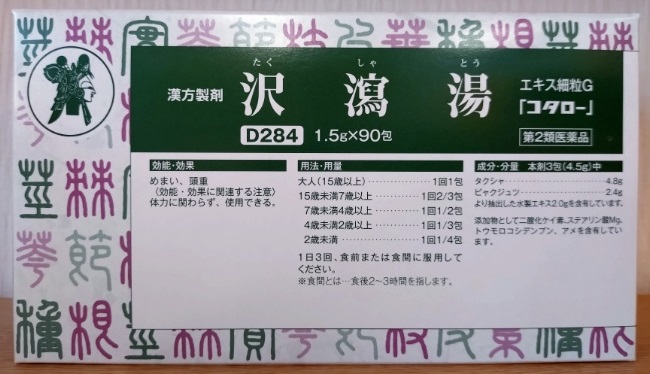 たく しゃ とう
漢方製剤 沢瀉湯 エキス細粒G
「コタロー」
D284 1.5g×90包 第2類医薬品
効能・効果
めまい、頭重
〈効能・効果に関連する注意〉
体力に関わらず、使用できる。
用法・用量
大人(15歳以上)……………………1回1包
15歳未満7歳以上…………………1回2/3包
7歳未満4歳以上…………………1回1/2包
4歳未満2歳以上…………………1回1/3包
2歳未満……………………………1回1/4包
1日3回、食前または食間に服用して
ください。
※食間とは…食後2〜3時間を指します。
成分・分量 本剤3包(4.5g)中
タクシャ……………………………4.8g
ビャクジュツ………………………2.4g
より抽出した水製エキス2.0gを含有しています。
添加物として二酸化ケイ素、ステアリン酸Mg、
トウモロコシデンプン、アメを含有してい
ます。